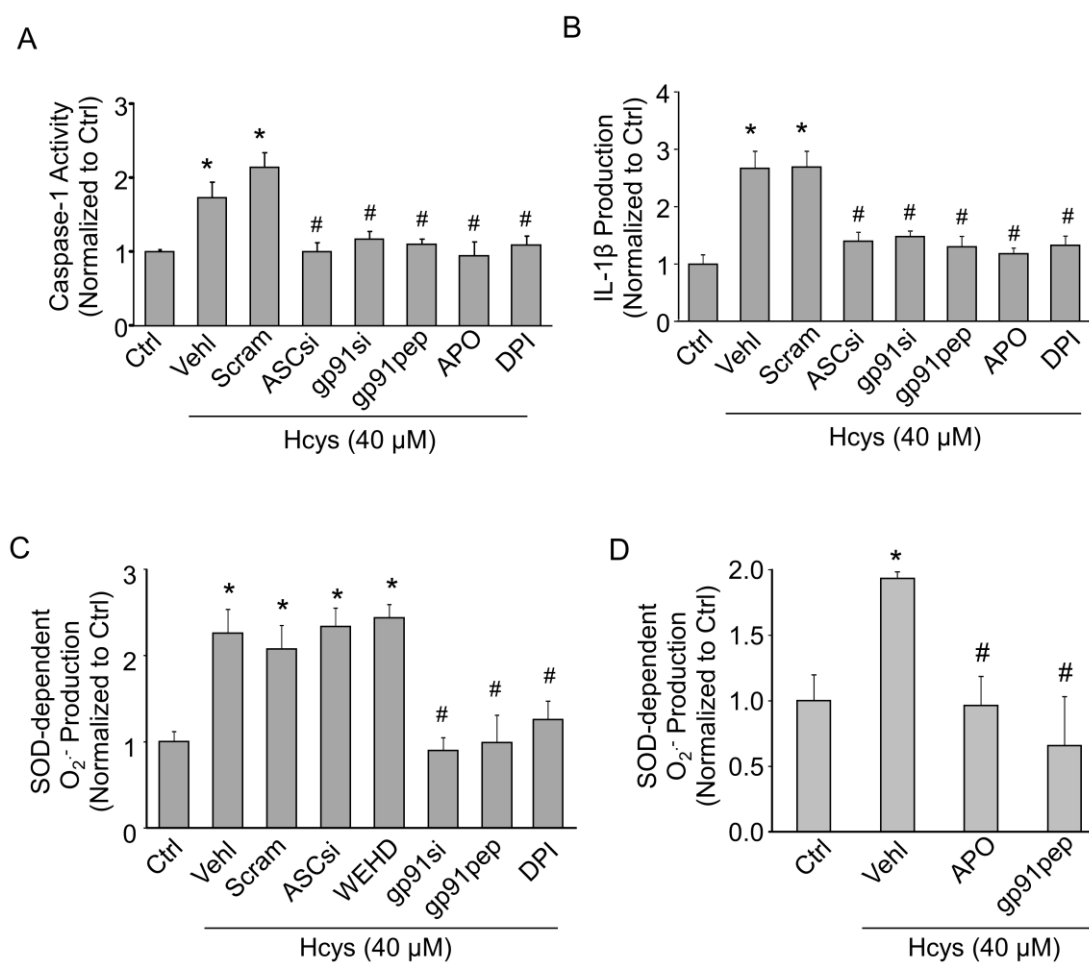 A
Caspase-1 Activity
(Normalized to Ctrl)
3
2
1
0
*
*
#
#
#
#
#
Ctrl
Vehl
Scram
ASCsi
gp91si
gp91pep
APO
DPI
Hcys (40 µM)
B
IL-1β Production
(Normalized to Ctrl)
4
3
2
1
0
*
*
#
#
#
#
#
Ctrl
Vehl
Scram
ASCsi
gp91si
gp91pep
APO
DPI
Hcys (40 µM)
C
SOD-dependent
O₂·⁻ Production
(Normalized to Ctrl)
3
2
1
0
*
*
*
*
#
#
#
Ctrl
Vehl
Scram
ASCsi
WEHD
gp91si
gp91pep
DPI
Hcys (40 µM)
D
SOD-dependent
O₂·⁻ Production
(Normalized to Ctrl)
2.0
1.5
1.0
0.5
0.0
*
#
#
Ctrl
Vehl
APO
gp91pep
Hcys (40 µM)